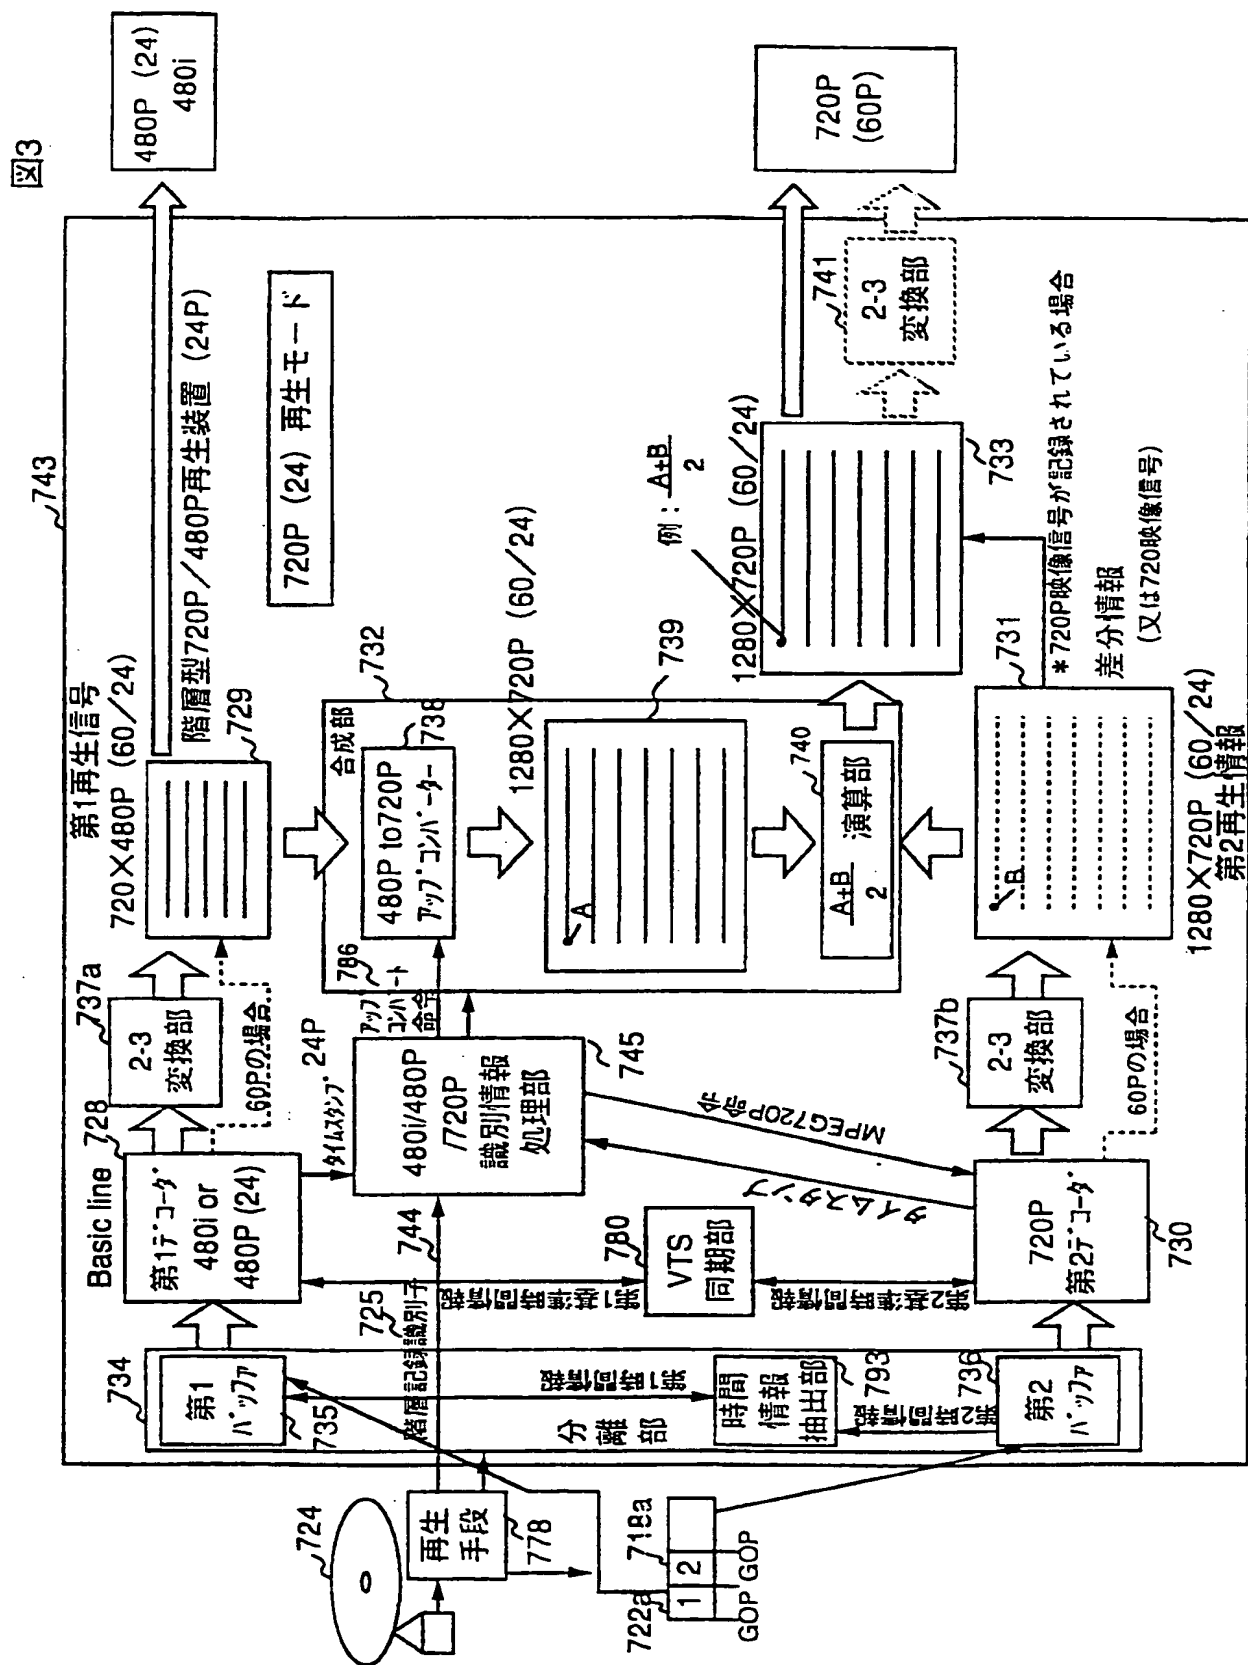 図3
743
480P (24)
480i
第1再生信号
720×480P (60/24)
階層型720P/480P再生装置 (24P)
720P (24) 再生モード
729
737a
2-3
変換部
60Pの場合
Basic line
728
第1デコーダ
480i or
480P (24)
タイムスタンプ
24P
734
第1
バッファ
735
分離部
724
再生
手段
778
722a
718a
1
2
GOP
GOP
725
階層記録識別子
744
480i/480P
/720P
識別情報
処理部
745
786
アップ
コンバート
命令
732
合成部
480P to720P
アップコンバーター
738
1280×720P (60/24)
739
A
740
A+B
2
演算部
第1基準時間情報
780
VTS
同期部
第2基準時間情報
MPEG720P命令
タイムスタンプ
第1時間情報
時間
情報
抽出部
793
第2時間情報
736
第2
バッファ
720P
第2デコーダ
730
737b
2-3
変換部
60Pの場合
731
B
1280×720P (60/24)
第2再生情報
差分情報
(又は720映像信号)
*720P映像信号が記録されている場合
例:
A+B
2
1280×720P (60/24)
733
741
2-3
変換部
720P
(60P)